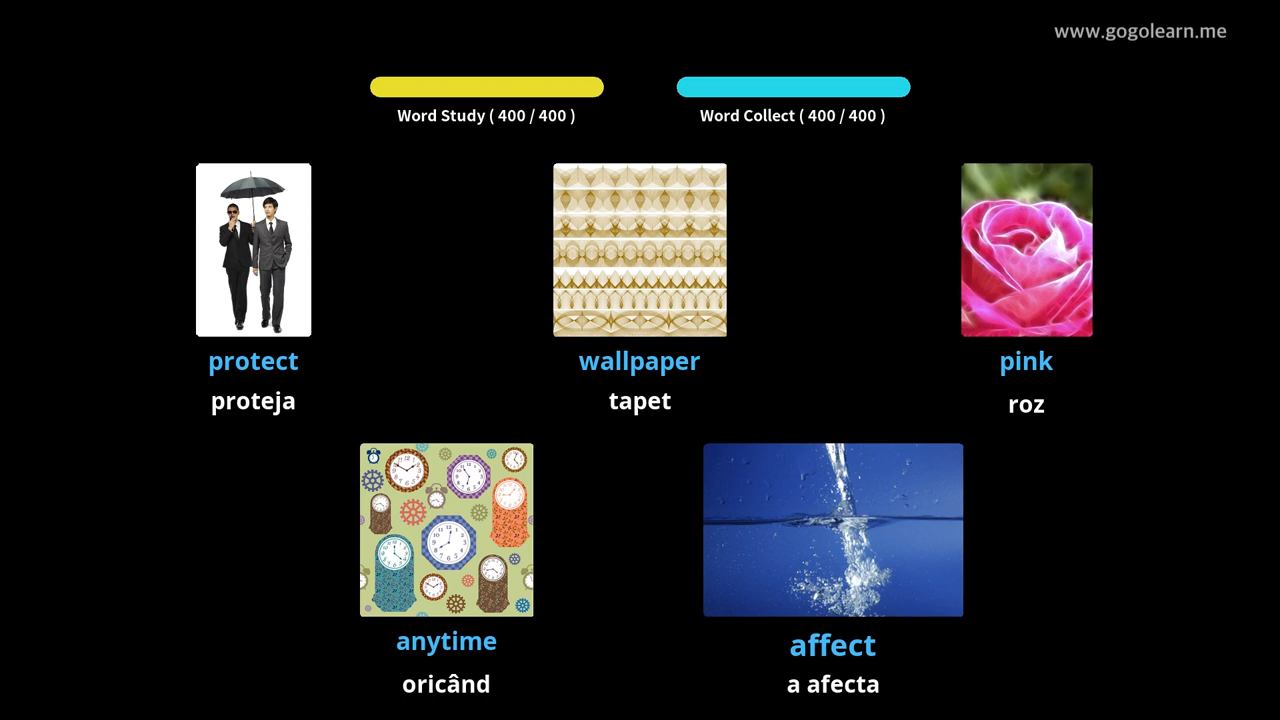 www.gogolearn.me
Word Study ( 400 / 400 )
Word Collect ( 400 / 400 )
protect
proteja
wallpaper
tapet
pink
roz
anytime
oricând
affect
a afecta